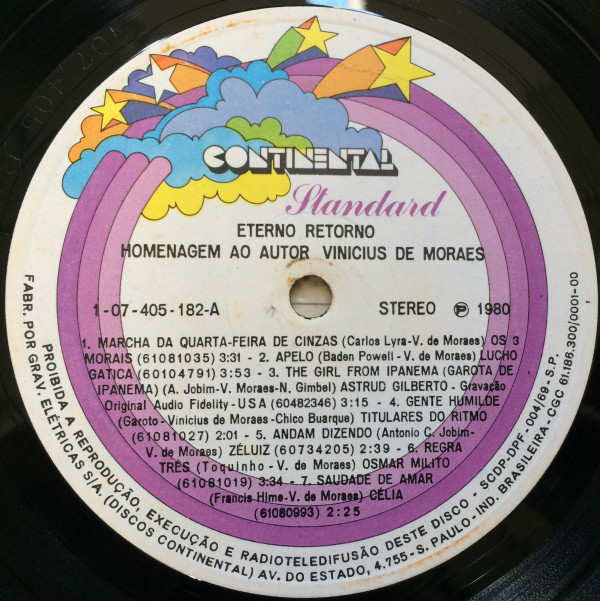 CONTINENTAL
Standard
ETERNO RETORNO
HOMENAGEM AO AUTOR VINICIUS DE MORAES
1-07-405-182-A STEREO Ⓟ 1980
1. MARCHA DA QUARTA-FEIRA DE CINZAS (Carlos Lyra-V. de Moraes) OS 3
MORAIS (61081035) 3:31 - 2. APELO (Baden Powell-V. de Moraes) LUCHO
GATICA (60104791) 3:53 - 3. THE GIRL FROM IPANEMA (GAROTA DE
IPANEMA) (A. Jobim-V. Moraes-N. Gimbel) ASTRUD GILBERTO - Gravação
Original Audio Fidelity-USA (60482346) 3:15 - 4. GENTE HUMILDE
(Garoto-Vinicius de Moraes-Chico Buarque) TITULARES DO RITMO
(61081027) 2:01 - 5. ANDAM DIZENDO (Antonio C. Jobim-
V. de Moraes) ZÉLUIZ (60734205) 2:39 - 6. REGRA
TRÊS (Toquinho-V. de Moraes) OSMAR MILITO
(61081019) 3:34 - 7. SAUDADE DE AMAR
(Francis Hime-V. de Moraes) CÉLIA
(61080993) 2:25
PROIBIDA A REPRODUÇÃO, EXECUÇÃO E RADIOTELEDIFUSÃO DESTE DISCO - SCDP-DPF-004/69-S.P.
FABR. POR GRAV. ELÉTRICAS S/A. (DISCOS CONTINENTAL) AV. DO ESTADO, 4.755-S. PAULO-IND. BRASILEIRA-CGC 61.186.300/0001-00